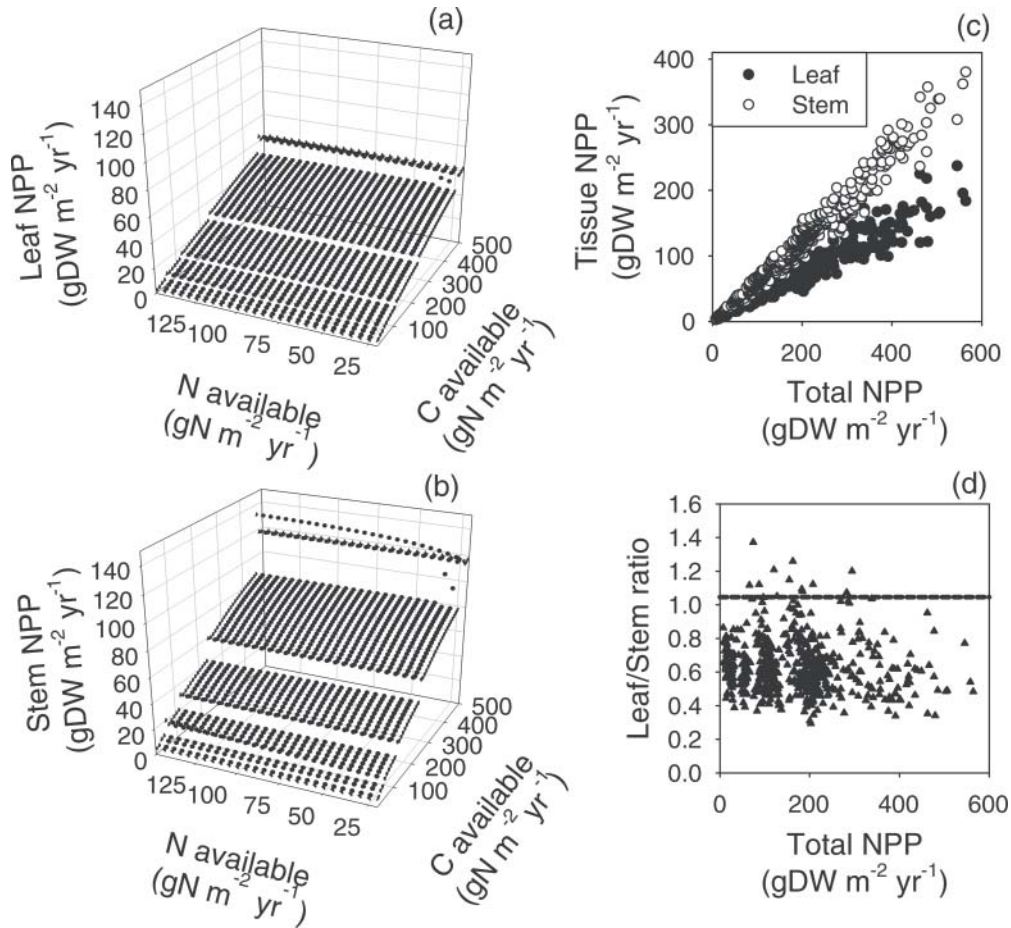 (a)
140
120
100
80
60
40
20
0
Leaf NPP
(gDW m⁻² yr⁻¹)
125
100
75
50
25
N available
(gN m⁻² yr⁻¹)
500
400
300
200
100
C available
(gN m⁻² yr⁻¹)
(b)
140
120
100
80
60
40
20
0
Stem NPP
(gDW m⁻² yr⁻¹)
125
100
75
50
25
N available
(gN m⁻² yr⁻¹)
500
400
300
200
100
C available
(gN m⁻² yr⁻¹)
(c)
Leaf
Stem
400
300
200
100
0
Tissue NPP
(gDW m⁻² yr⁻¹)
0 200 400 600
Total NPP
(gDW m⁻² yr⁻¹)
(d)
1.6
1.4
1.2
1.0
0.8
0.6
0.4
0.2
0.0
Leaf/Stem ratio
0 200 400 600
Total NPP
(gDW m⁻² yr⁻¹)